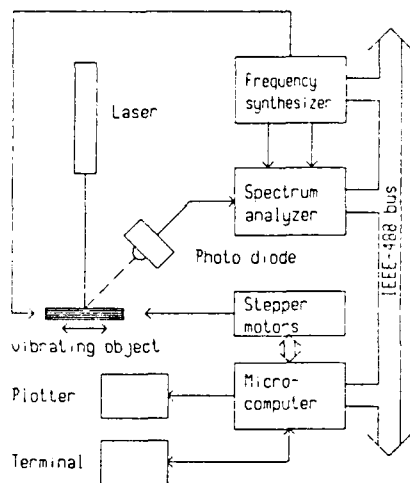 Frequency
synthesizer
Laser
Spectrum
analyzer
Photo diode
IEEE-488 bus
Stepper
motors
vibrating object
Micro-
computer
Plotter
Terminal